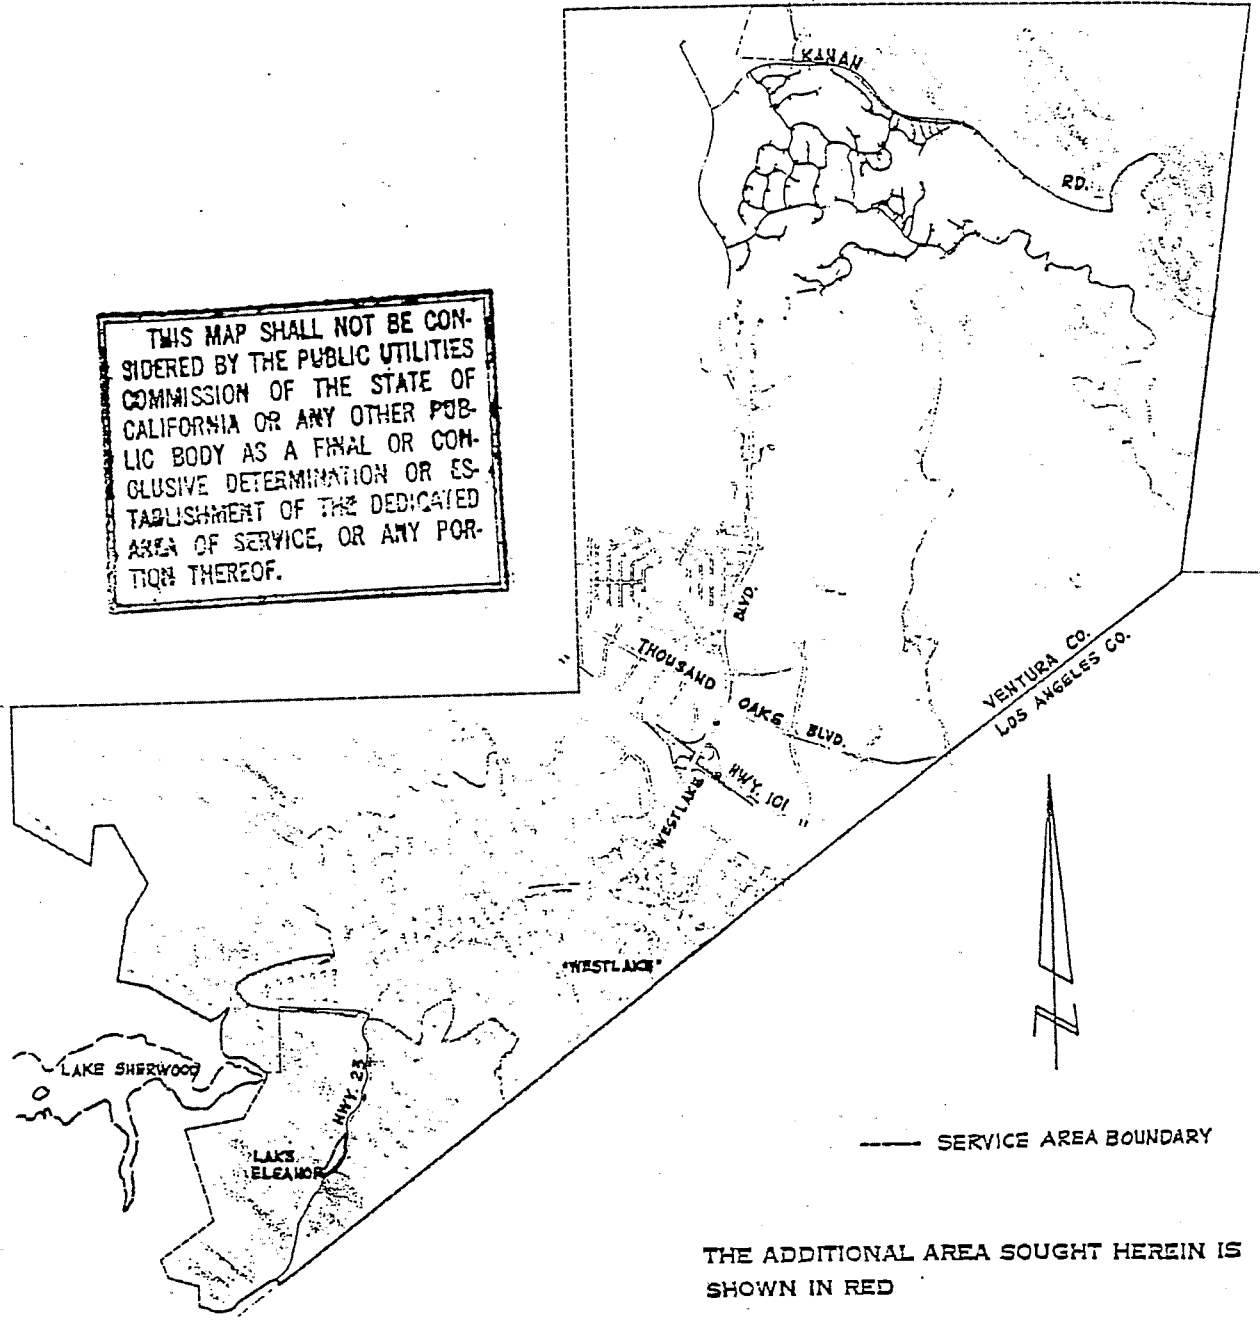 KANAN
RD.
THIS MAP SHALL NOT BE CON-
SIDERED BY THE PUBLIC UTILITIES
COMMISSION OF THE STATE OF
CALIFORNIA OR ANY OTHER PUB-
LIC BODY AS A FINAL OR CON-
CLUSIVE DETERMINATION OR ES-
TABLISHMENT OF THE DEDICATED
AREA OF SERVICE, OR ANY POR-
TION THEREOF.
BLVD.
THOUSAND OAKS BLVD.
VENTURA CO.
LOS ANGELES CO.
HWY. 101
WESTLAKE
"WESTLAKE"
LAKE SHERWOOD
HWY. 23
LAKE
ELEANOR
N
SERVICE AREA BOUNDARY
THE ADDITIONAL AREA SOUGHT HEREIN IS
SHOWN IN RED